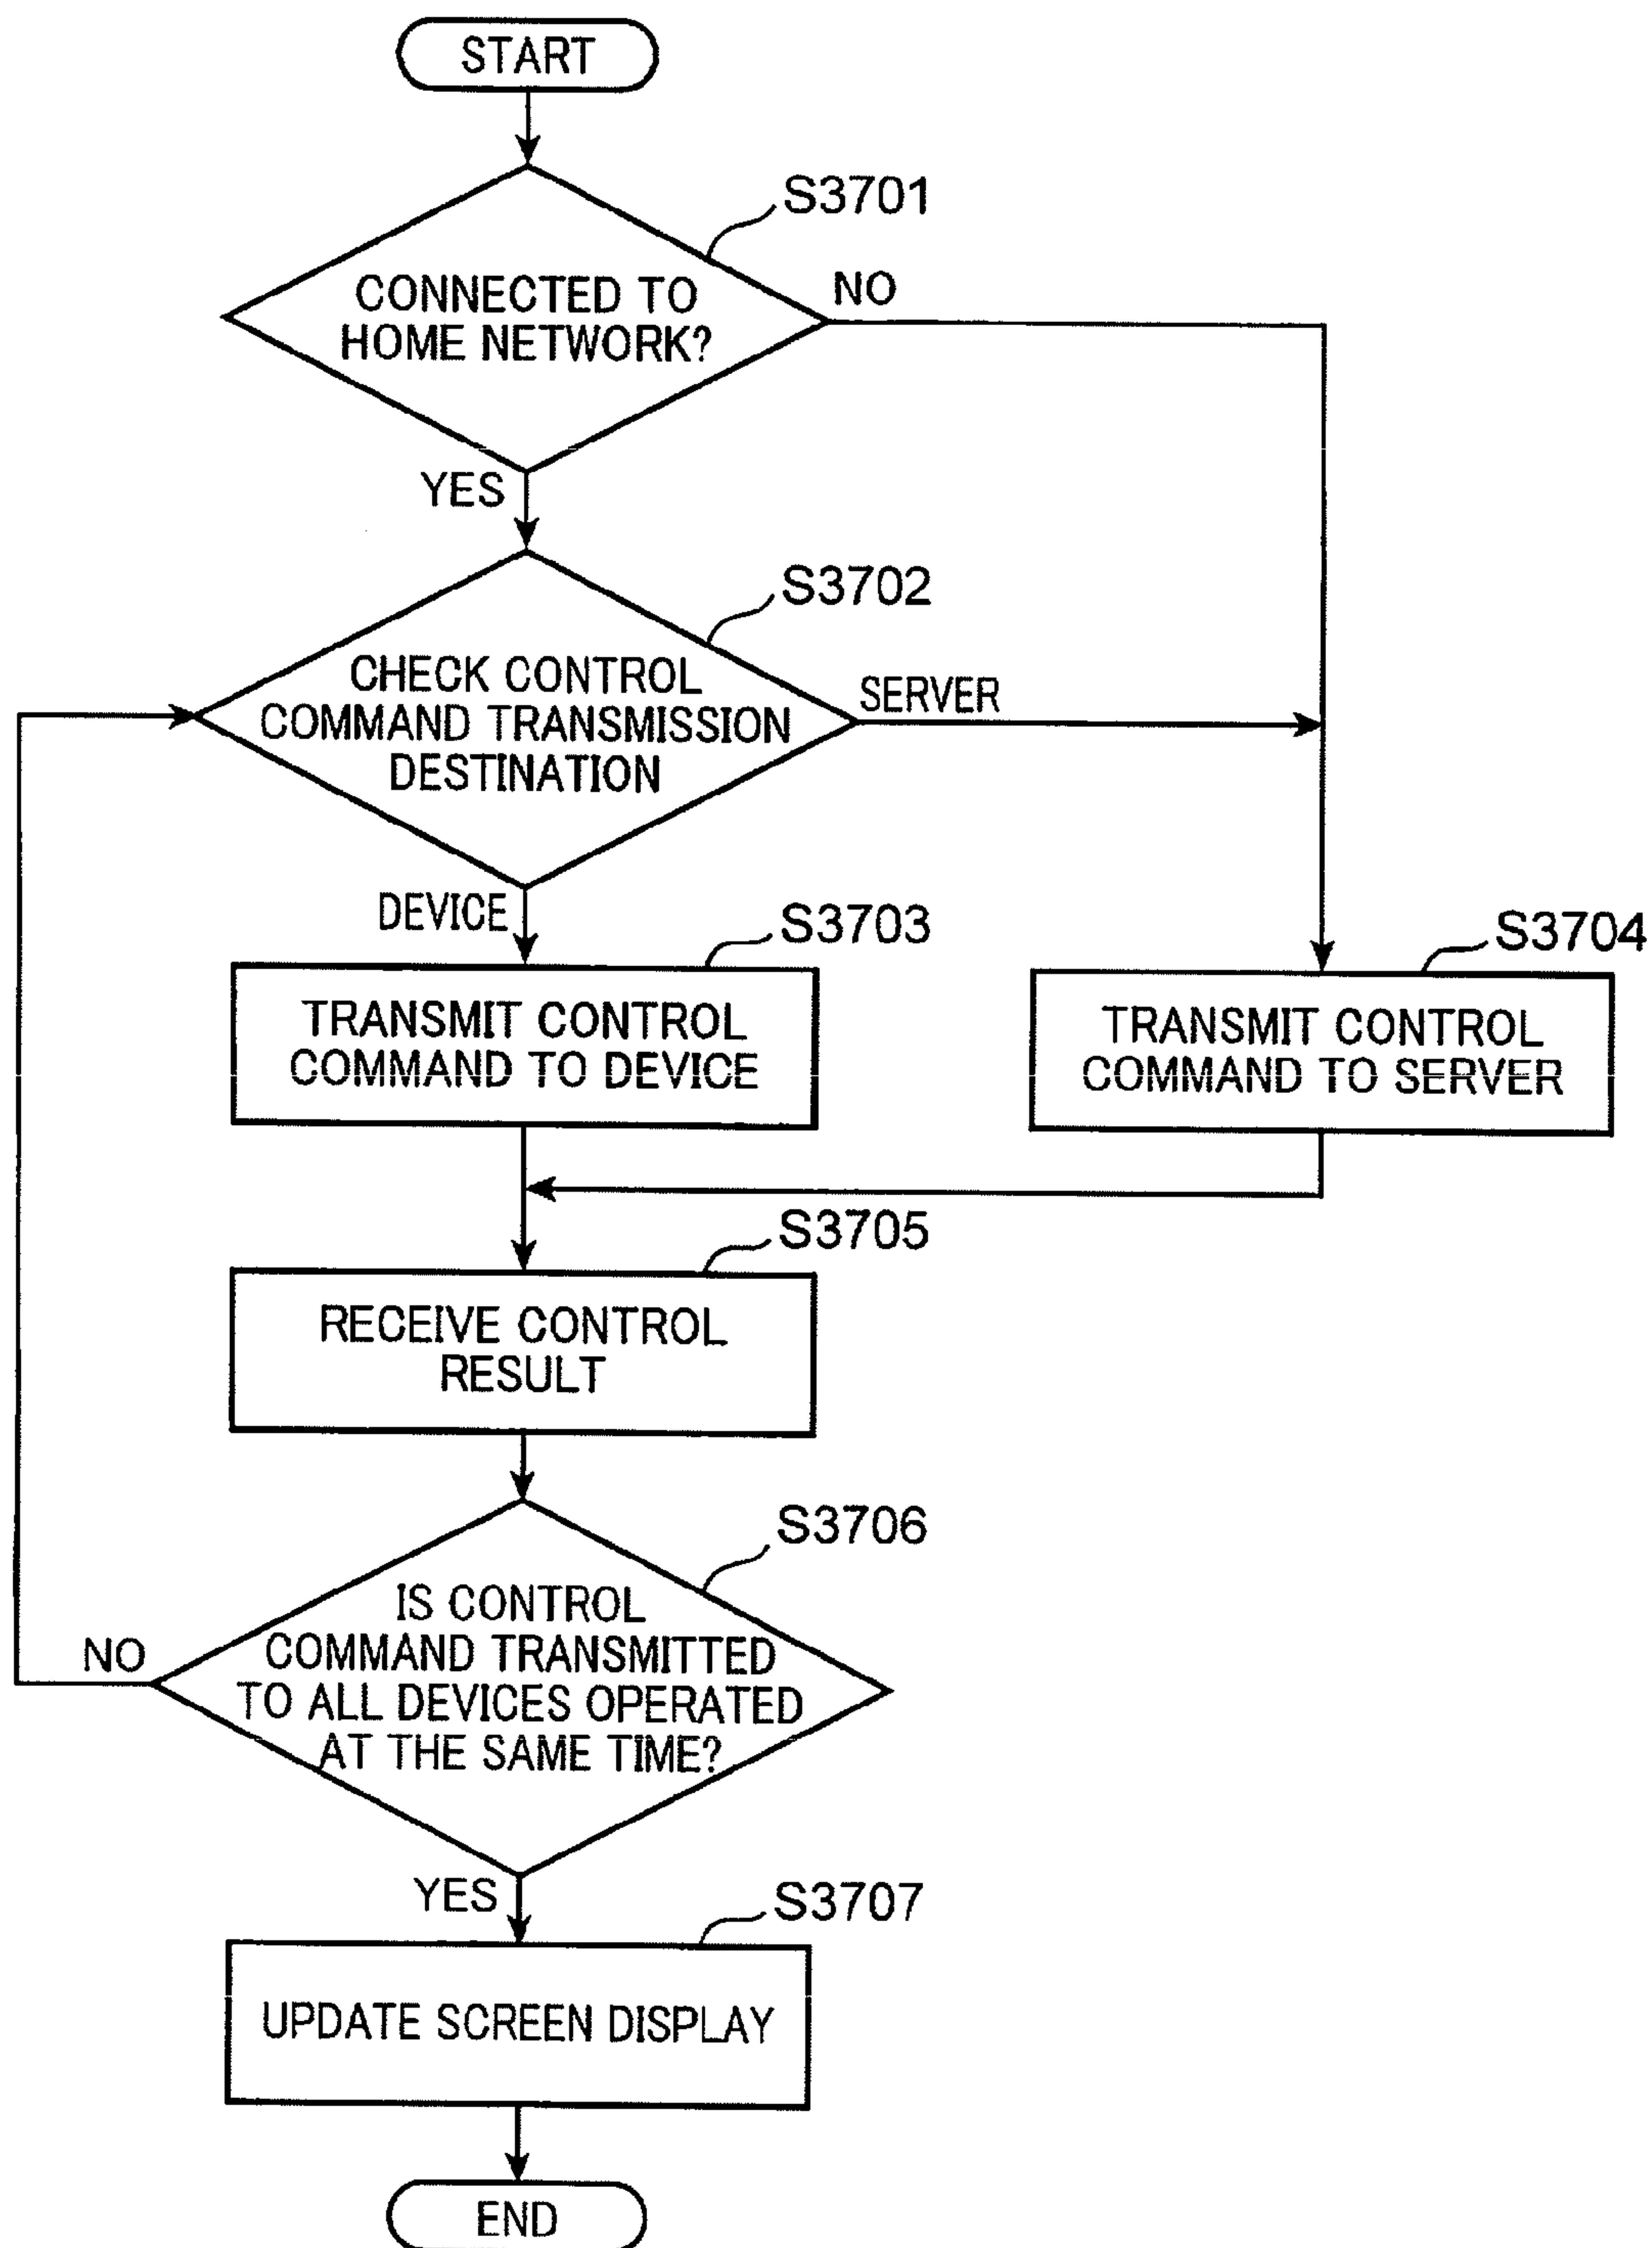 START
S3701
CONNECTED TO
HOME NETWORK?
NO
YES
S3702
CHECK CONTROL
COMMAND TRANSMISSION
DESTINATION
SERVER
DEVICE
S3703
TRANSMIT CONTROL
COMMAND TO DEVICE
S3704
TRANSMIT CONTROL
COMMAND TO SERVER
S3705
RECEIVE CONTROL
RESULT
S3706
IS CONTROL
COMMAND TRANSMITTED
TO ALL DEVICES OPERATED
AT THE SAME TIME?
NO
YES
S3707
UPDATE SCREEN DISPLAY
END